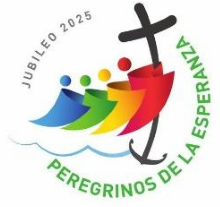 JUBILEO 2025
PEREGRINOS DE LA ESPERANZA